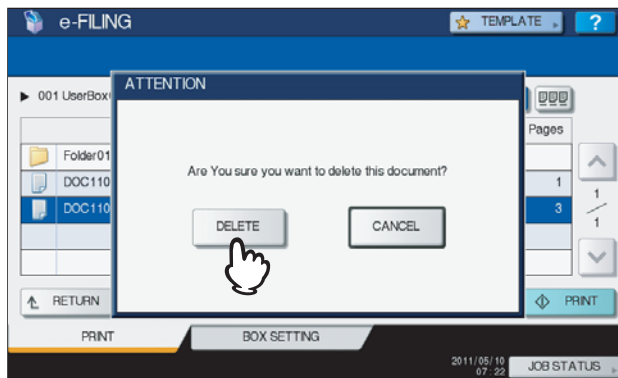 e-FILING
TEMPLATE
?
001 UserBox
ATTENTION
Pages
Folder01
Are You sure you want to delete this document?
DOC110
1
1
DOC110
3
1
DELETE
CANCEL
RETURN
PRINT
PRINT
BOX SETTING
2011/05/10
07:22
JOB STATUS